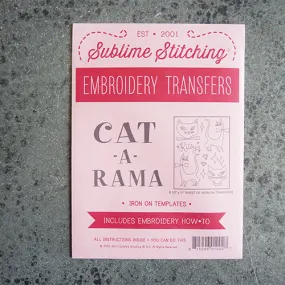 EST • 2001
Sublime Stitching
EMBROIDERY TRANSFERS
CAT
-A-
RAMA
• IRON ON TEMPLATES •
INCLUDES EMBROIDERY HOW•TO
ALL INSTRUCTIONS INSIDE • YOU CAN DO THIS